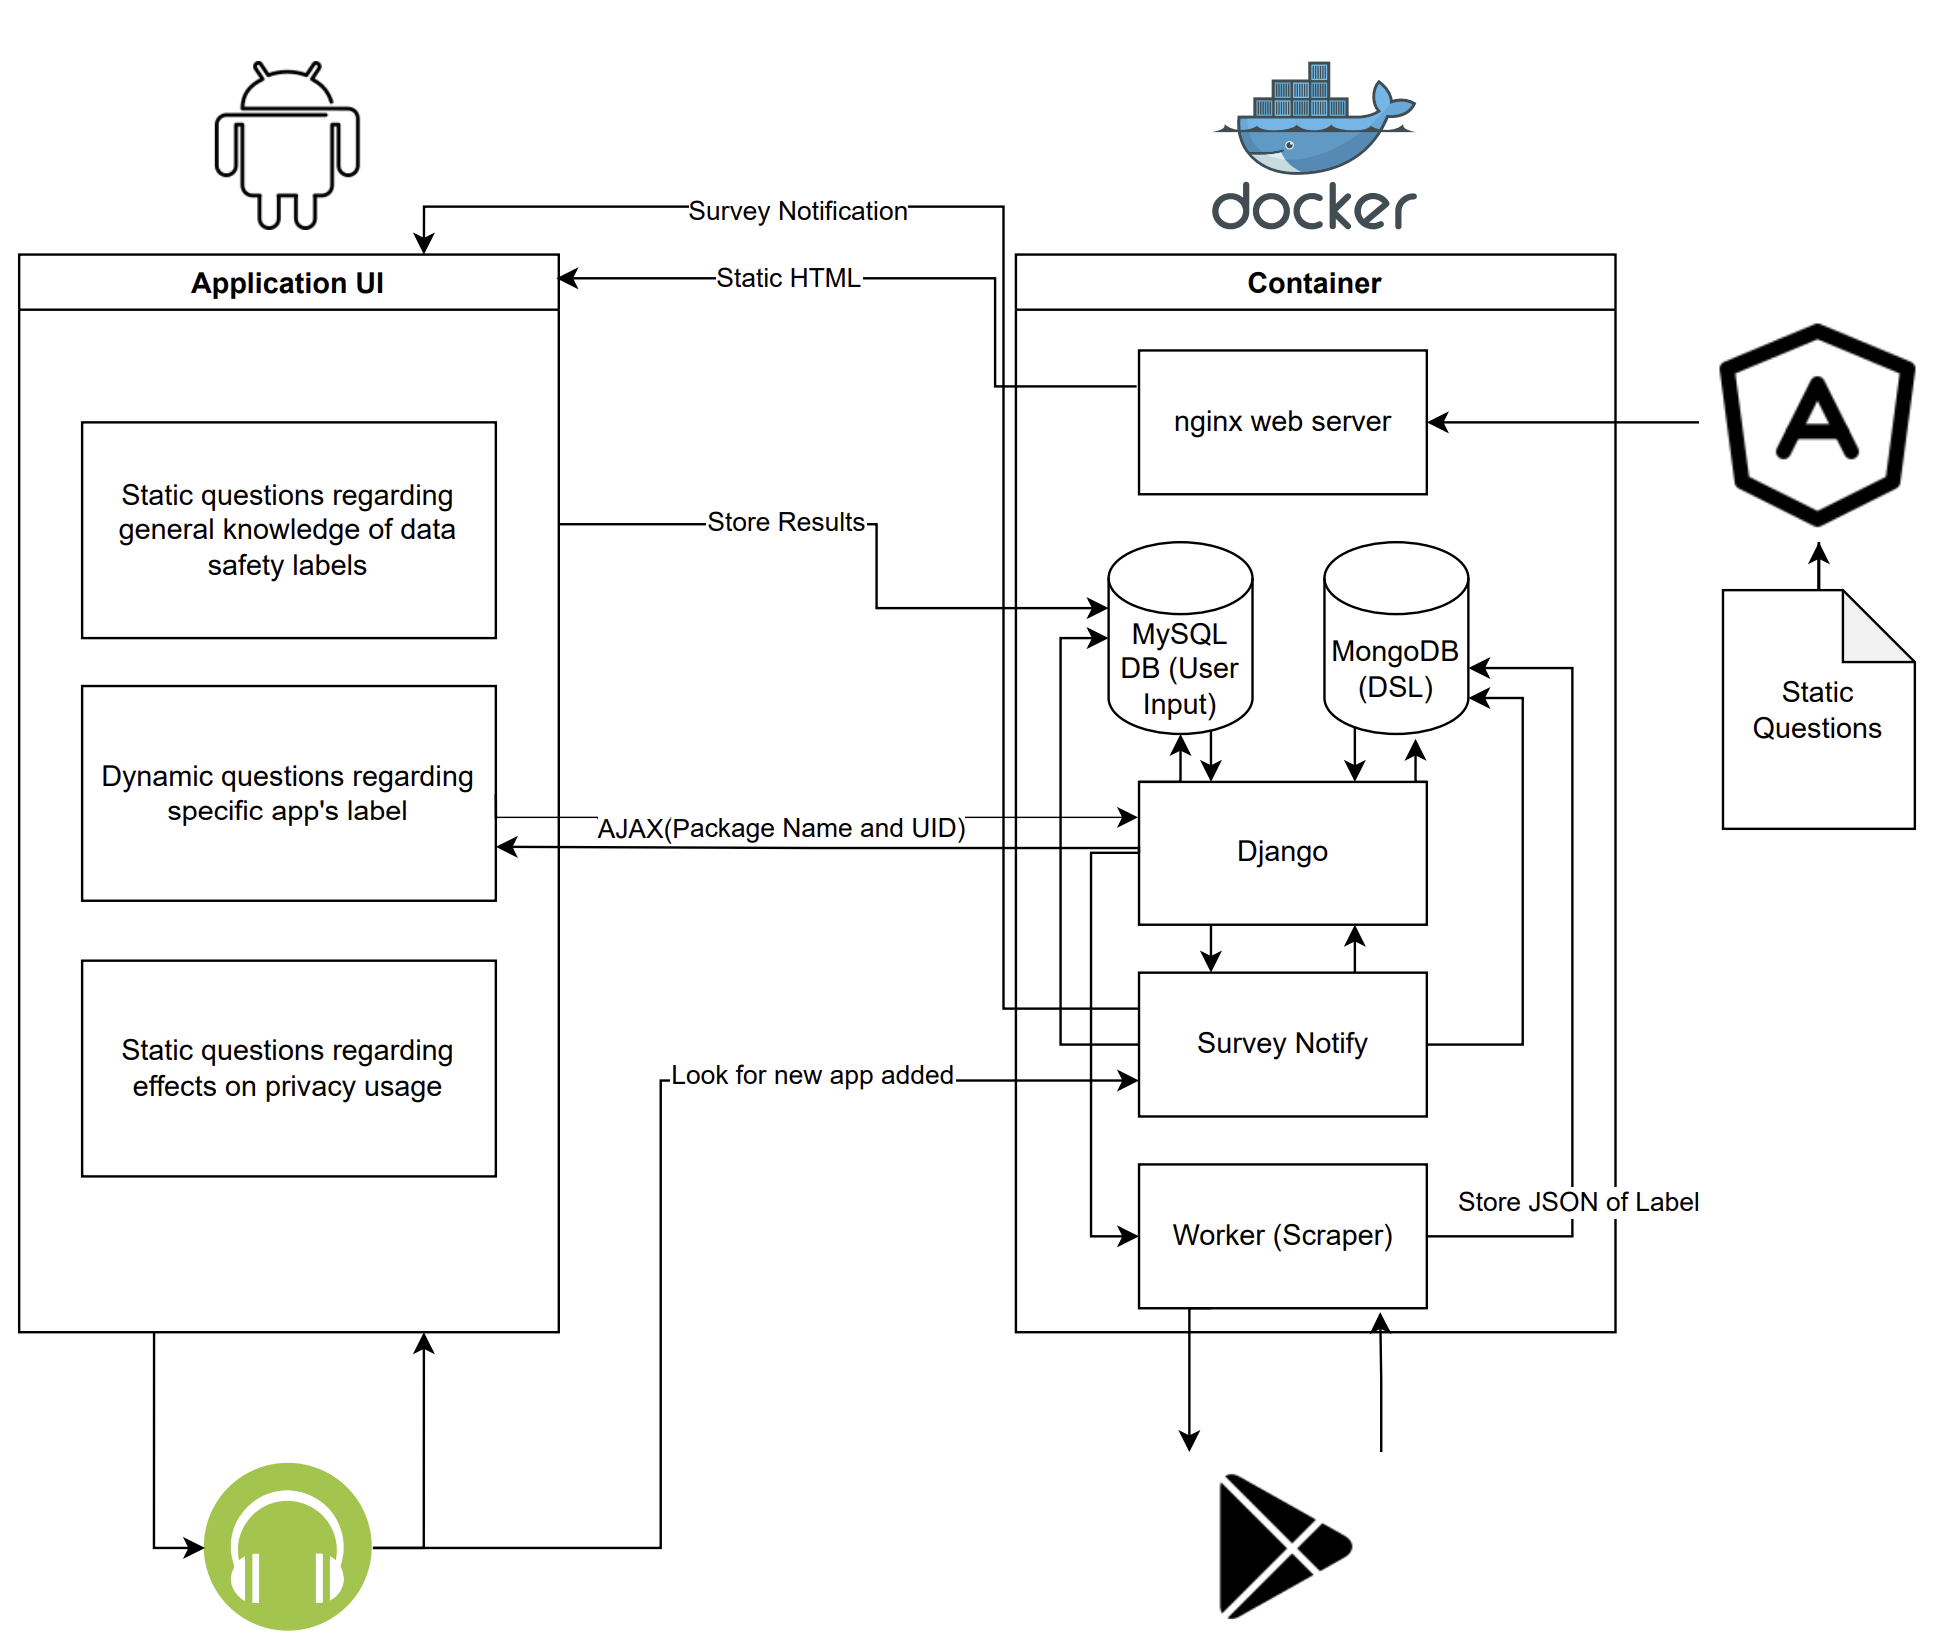 docker
Survey Notification
Application UI
Static HTML
Container
nginx web server
Static questions regarding
general knowledge of data
safety labels
Store Results
MySQL
DB (User
Input)
MongoDB
(DSL)
Static
Questions
Dynamic questions regarding
specific app's label
AJAX(Package Name and UID)
Django
Static questions regarding
effects on privacy usage
Survey Notify
Look for new app added
Store JSON of Label
Worker (Scraper)